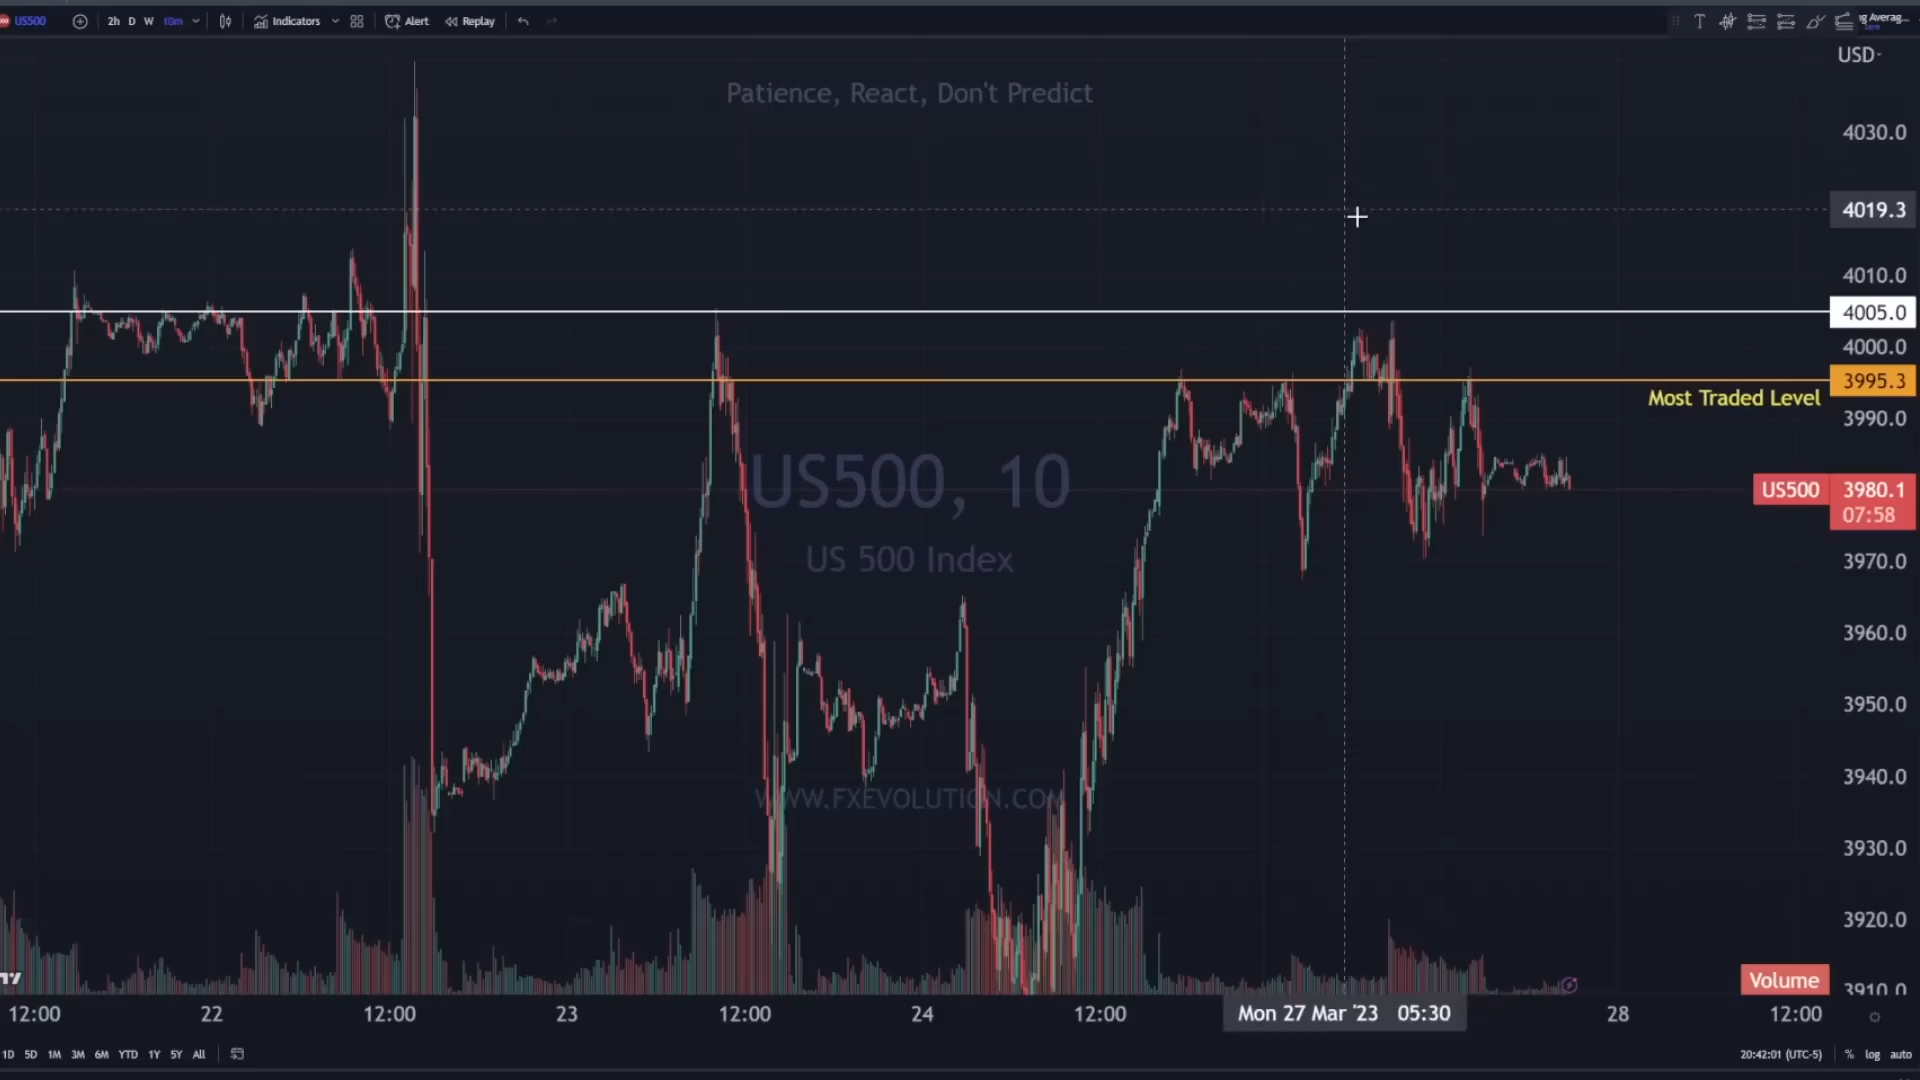 US500 2h D W 10m Indicators Alert Replay
g Averag
USD
Patience, React, Don't Predict
4030.0
4019.3
4010.0
4005.0
4000.0
3995.3
Most Traded Level
3990.0
US500, 10
US500 3980.1
07:58
US 500 Index
3970.0
3960.0
3950.0
3940.0
WWW.FXEVOLUTION.COM
3930.0
3920.0
Volume
3910.0
12:00 22 12:00 23 12:00 24 12:00 Mon 27 Mar '23 05:30 28 12:00
1D 5D 1M 3M 6M YTD 1Y 5Y All 20:42:01 (UTC-5) % log auto